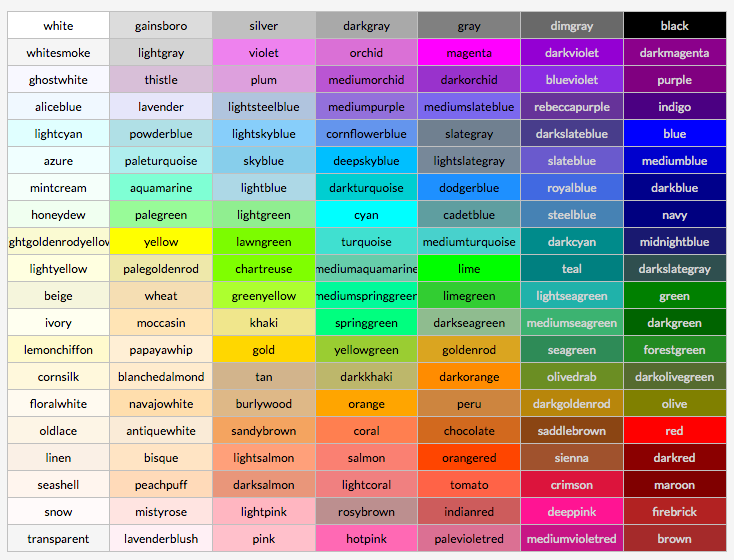 white gainsboro silver darkgray gray dimgray black
whitesmoke lightgray violet orchid magenta darkviolet darkmagenta
ghostwhite thistle plum mediumorchid darkorchid blueviolet purple
aliceblue lavender lightsteelblue mediumpurple mediumslateblue rebeccapurple indigo
lightcyan powderblue lightskyblue cornflowerblue slategray darkslateblue blue
azure paleturquoise skyblue deepskyblue lightslategray slateblue mediumblue
mintcream aquamarine lightblue darkturquoise dodgerblue royalblue darkblue
honeydew palegreen lightgreen cyan cadetblue steelblue navy
ghtgoldenrodyellow yellow lawngreen turquoise mediumturquoise darkcyan midnightblue
lightyellow palegoldenrod chartreuse mediumaquamarine lime teal darkslategray
beige wheat greenyellow mediumspringgreen limegreen lightseagreen green
ivory moccasin khaki springgreen darkseagreen mediumseagreen darkgreen
lemonchiffon papayawhip gold yellowgreen goldenrod seagreen forestgreen
cornsilk blanchedalmond tan darkkhaki darkorange olivedrab darkolivegreen
floralwhite navajowhite burlywood orange peru darkgoldenrod olive
oldlace antiquewhite sandybrown coral chocolate saddlebrown red
linen bisque lightsalmon salmon orangered sienna darkred
seashell peachpuff darksalmon lightcoral tomato crimson maroon
snow mistyrose lightpink rosybrown indianred deeppink firebrick
transparent lavenderblush pink hotpink palevioletred mediumvioletred brown